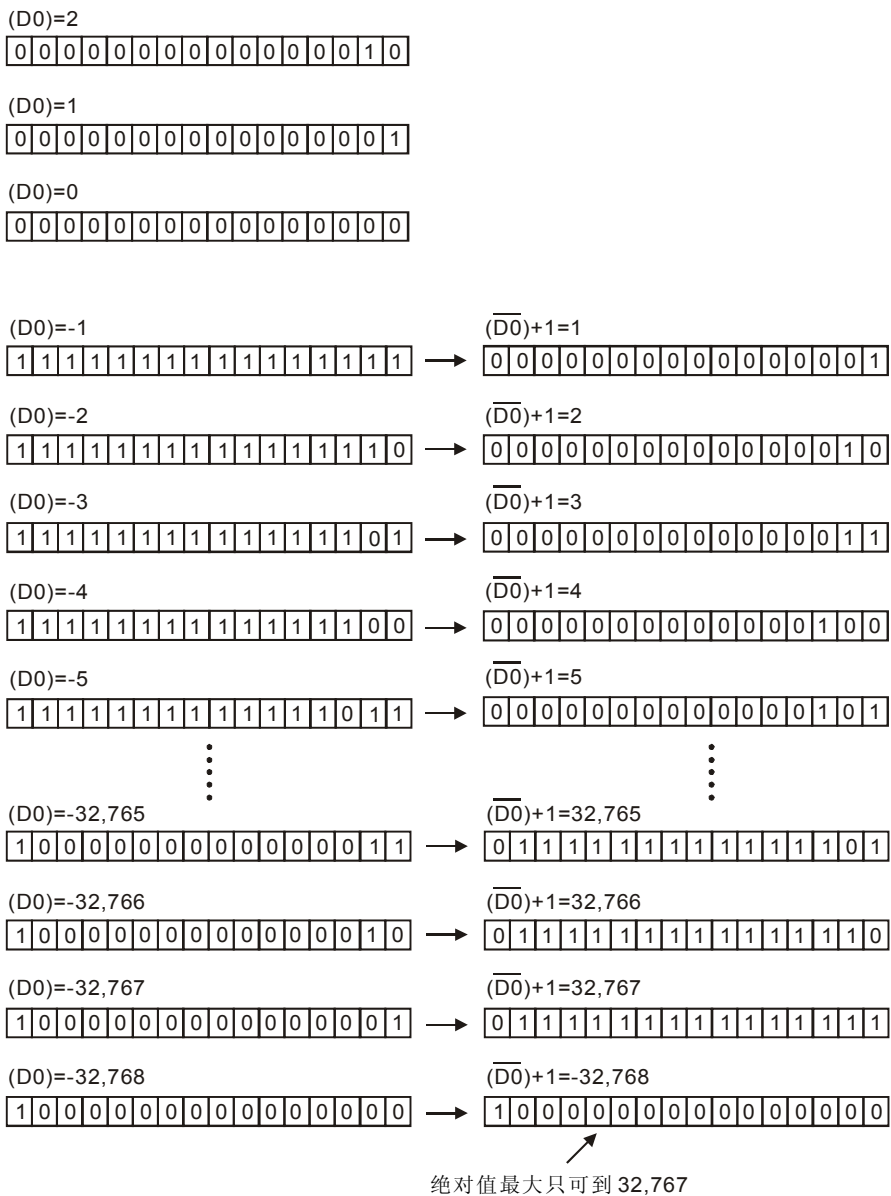 (D0)=2
0 0 0 0 0 0 0 0 0 0 0 0 0 0 1 0
(D0)=1
0 0 0 0 0 0 0 0 0 0 0 0 0 0 0 1
(D0)=0
0 0 0 0 0 0 0 0 0 0 0 0 0 0 0 0
(D0)=-1 (D̅0̅)+1=1
1 1 1 1 1 1 1 1 1 1 1 1 1 1 1 1 → 0 0 0 0 0 0 0 0 0 0 0 0 0 0 0 1
(D0)=-2 (D̅0̅)+1=2
1 1 1 1 1 1 1 1 1 1 1 1 1 1 1 0 → 0 0 0 0 0 0 0 0 0 0 0 0 0 0 1 0
(D0)=-3 (D̅0̅)+1=3
1 1 1 1 1 1 1 1 1 1 1 1 1 1 0 1 → 0 0 0 0 0 0 0 0 0 0 0 0 0 0 1 1
(D0)=-4 (D̅0̅)+1=4
1 1 1 1 1 1 1 1 1 1 1 1 1 1 0 0 → 0 0 0 0 0 0 0 0 0 0 0 0 0 1 0 0
(D0)=-5 (D̅0̅)+1=5
1 1 1 1 1 1 1 1 1 1 1 1 1 0 1 1 → 0 0 0 0 0 0 0 0 0 0 0 0 0 1 0 1
(D0)=-32,765 (D̅0̅)+1=32,765
1 0 0 0 0 0 0 0 0 0 0 0 0 0 1 1 → 0 1 1 1 1 1 1 1 1 1 1 1 1 1 0 1
(D0)=-32,766 (D̅0̅)+1=32,766
1 0 0 0 0 0 0 0 0 0 0 0 0 0 1 0 → 0 1 1 1 1 1 1 1 1 1 1 1 1 1 1 0
(D0)=-32,767 (D̅0̅)+1=32,767
1 0 0 0 0 0 0 0 0 0 0 0 0 0 0 1 → 0 1 1 1 1 1 1 1 1 1 1 1 1 1 1 1
(D0)=-32,768 (D̅0̅)+1=-32,768
1 0 0 0 0 0 0 0 0 0 0 0 0 0 0 0 → 1 0 0 0 0 0 0 0 0 0 0 0 0 0 0 0
绝对值最大只可到 32,767